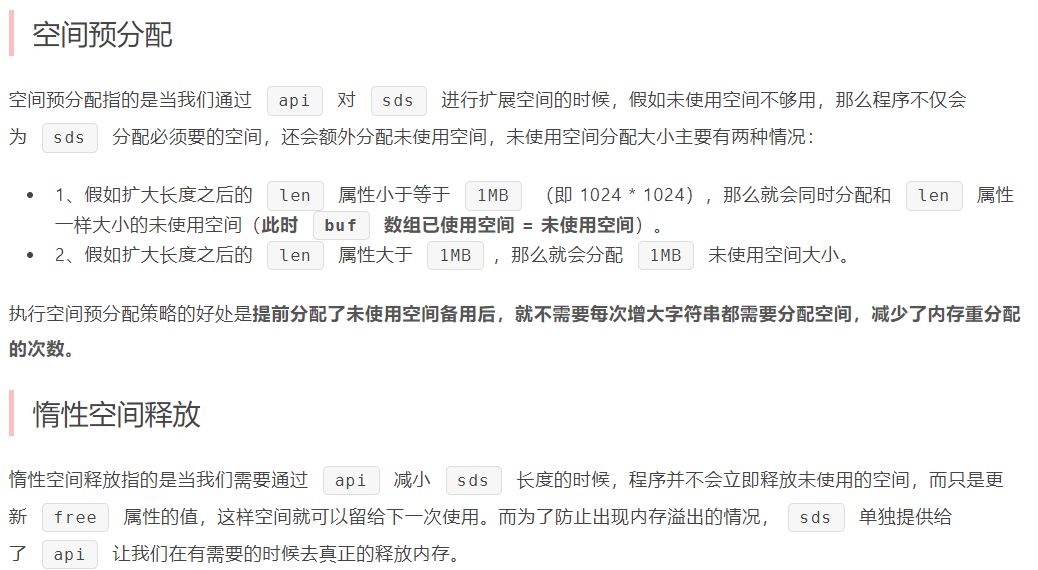 空间预分配
空间预分配指的是当我们通过 api 对 sds 进行扩展空间的时候，假如未使用空间不够用，那么程序不仅会
为 sds 分配必须要的空间，还会额外分配未使用空间，未使用空间分配大小主要有两种情况：
• 1、假如扩大长度之后的 len 属性小于等于 1MB （即 1024 * 1024），那么就会同时分配和 len 属性
一样大小的未使用空间（此时 buf 数组已使用空间 = 未使用空间）。
• 2、假如扩大长度之后的 len 属性大于 1MB ，那么就会分配 1MB 未使用空间大小。
执行空间预分配策略的好处是提前分配了未使用空间备用后，就不需要每次增大字符串都需要分配空间，减少了内存重分配
的次数。
惰性空间释放
惰性空间释放指的是当我们需要通过 api 减小 sds 长度的时候，程序并不会立即释放未使用的空间，而只是更
新 free 属性的值，这样空间就可以留给下一次使用。而为了防止出现内存溢出的情况， sds 单独提供给
了 api 让我们在有需要的时候去真正的释放内存。